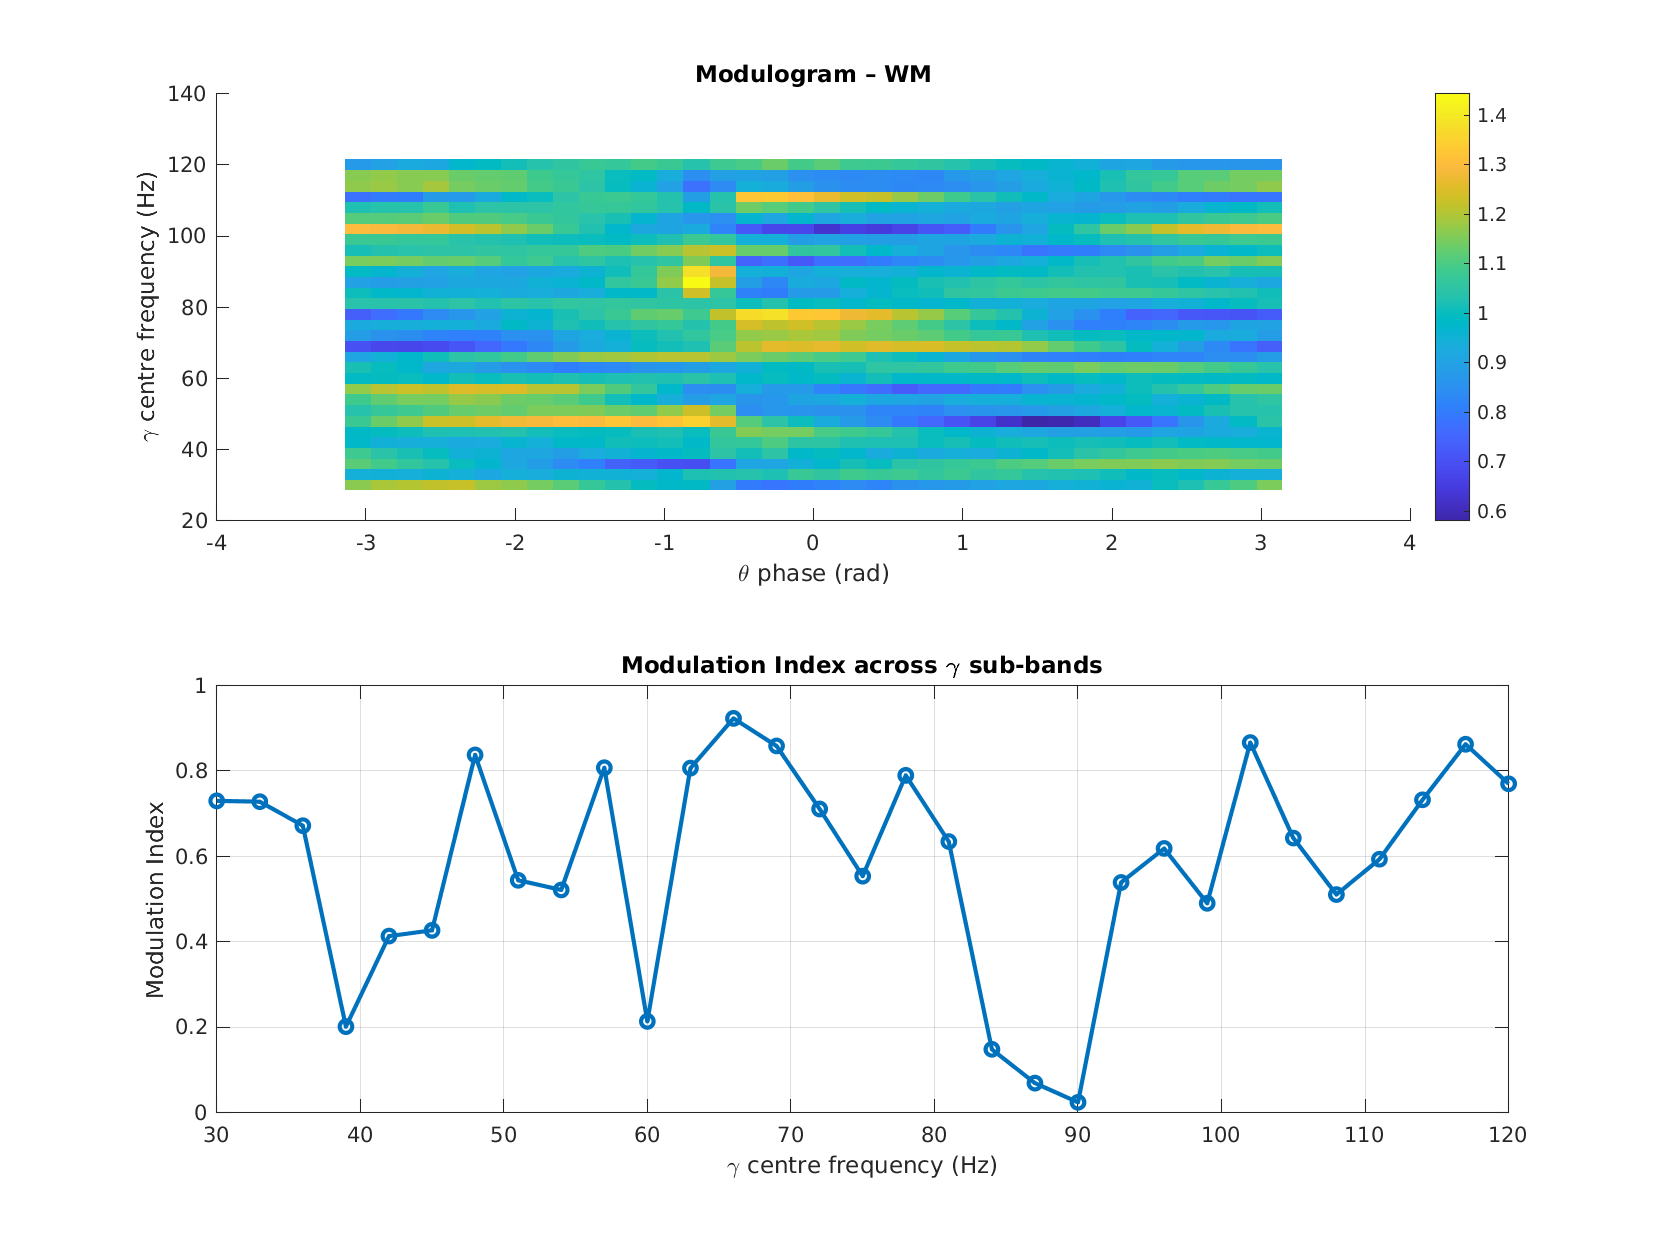 Modulogram – WM
140
120
100
80
60
40
20
γ centre frequency (Hz)
-4 -3 -2 -1 0 1 2 3 4
θ phase (rad)
1.4
1.3
1.2
1.1
1
0.9
0.8
0.7
0.6
Modulation Index across γ sub-bands
1
0.8
0.6
0.4
0.2
0
Modulation Index
30 40 50 60 70 80 90 100 110 120
γ centre frequency (Hz)